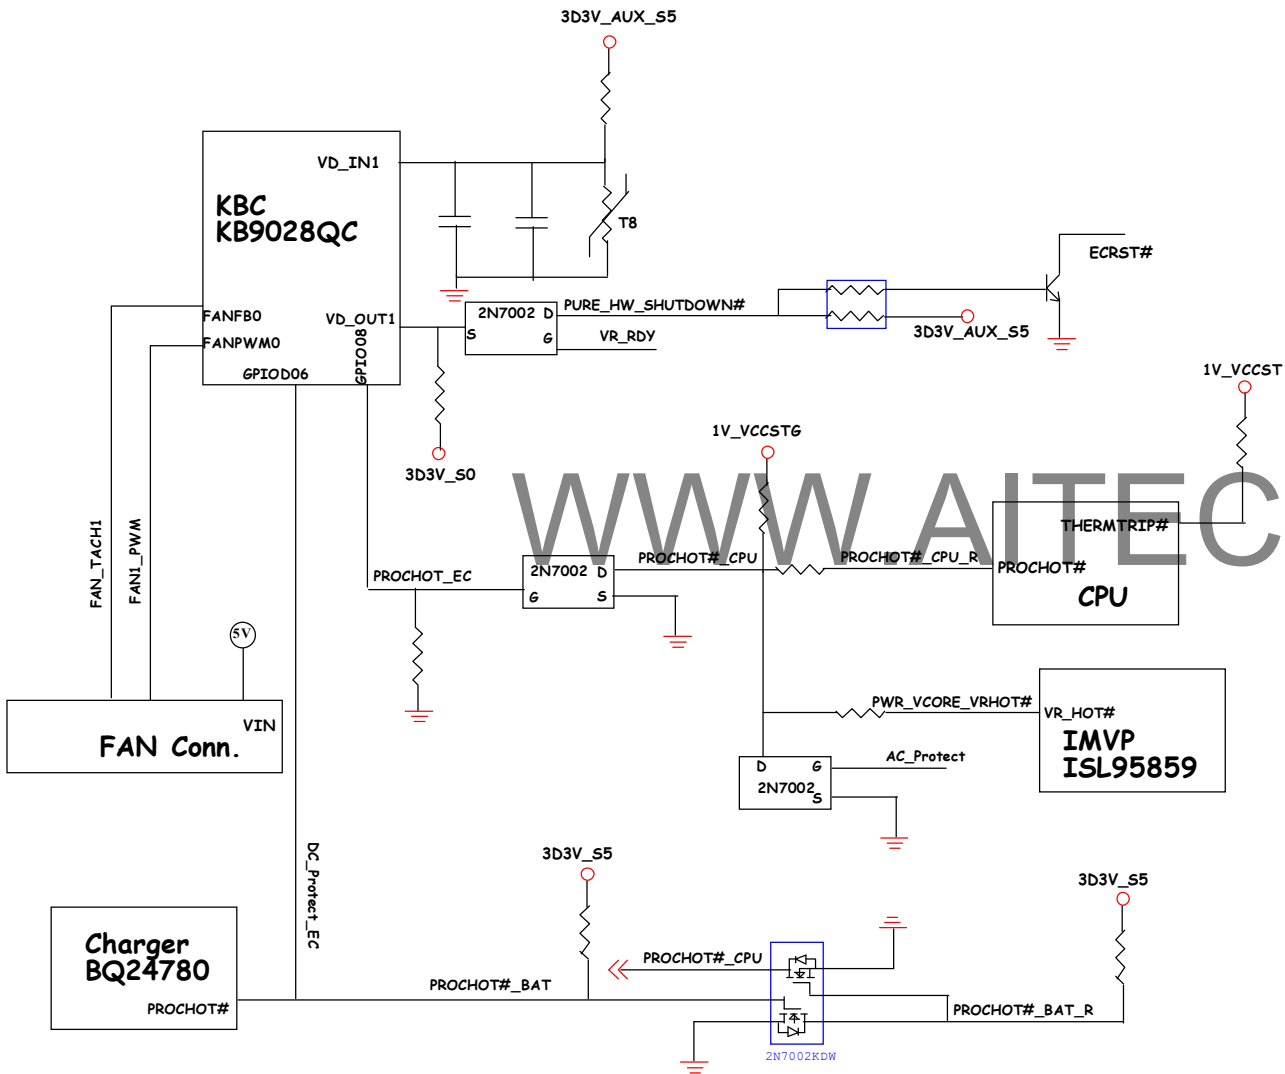 3D3V_AUX_S5
VD_IN1
KBC
KB9028QC
T8
ECRST#
PURE_HW_SHUTDOWN#
2N7002 D
S
G
VR_RDY
3D3V_AUX_S5
FANFB0
VD_OUT1
FANPWM0
GPIO08
GPIOD06
1V_VCCST
3D3V_S0
1V_VCCSTG
WWW.AITEC
THERMTRIP#
FAN_TACH1
FAN1_PWM
PROCHOT#_CPU
PROCHOT#_CPU_R
PROCHOT#
CPU
PROCHOT_EC
2N7002 D
G
S
5V
VIN
FAN Conn.
PWR_VCORE_VRHOT#
VR_HOT#
IMVP
ISL95859
AC_Protect
D
G
2N7002
S
DC_Protect_EC
3D3V_S5
3D3V_S5
Charger
BQ24780
PROCHOT#
PROCHOT#_CPU
PROCHOT#_BAT
PROCHOT#_BAT_R
2N7002KDW